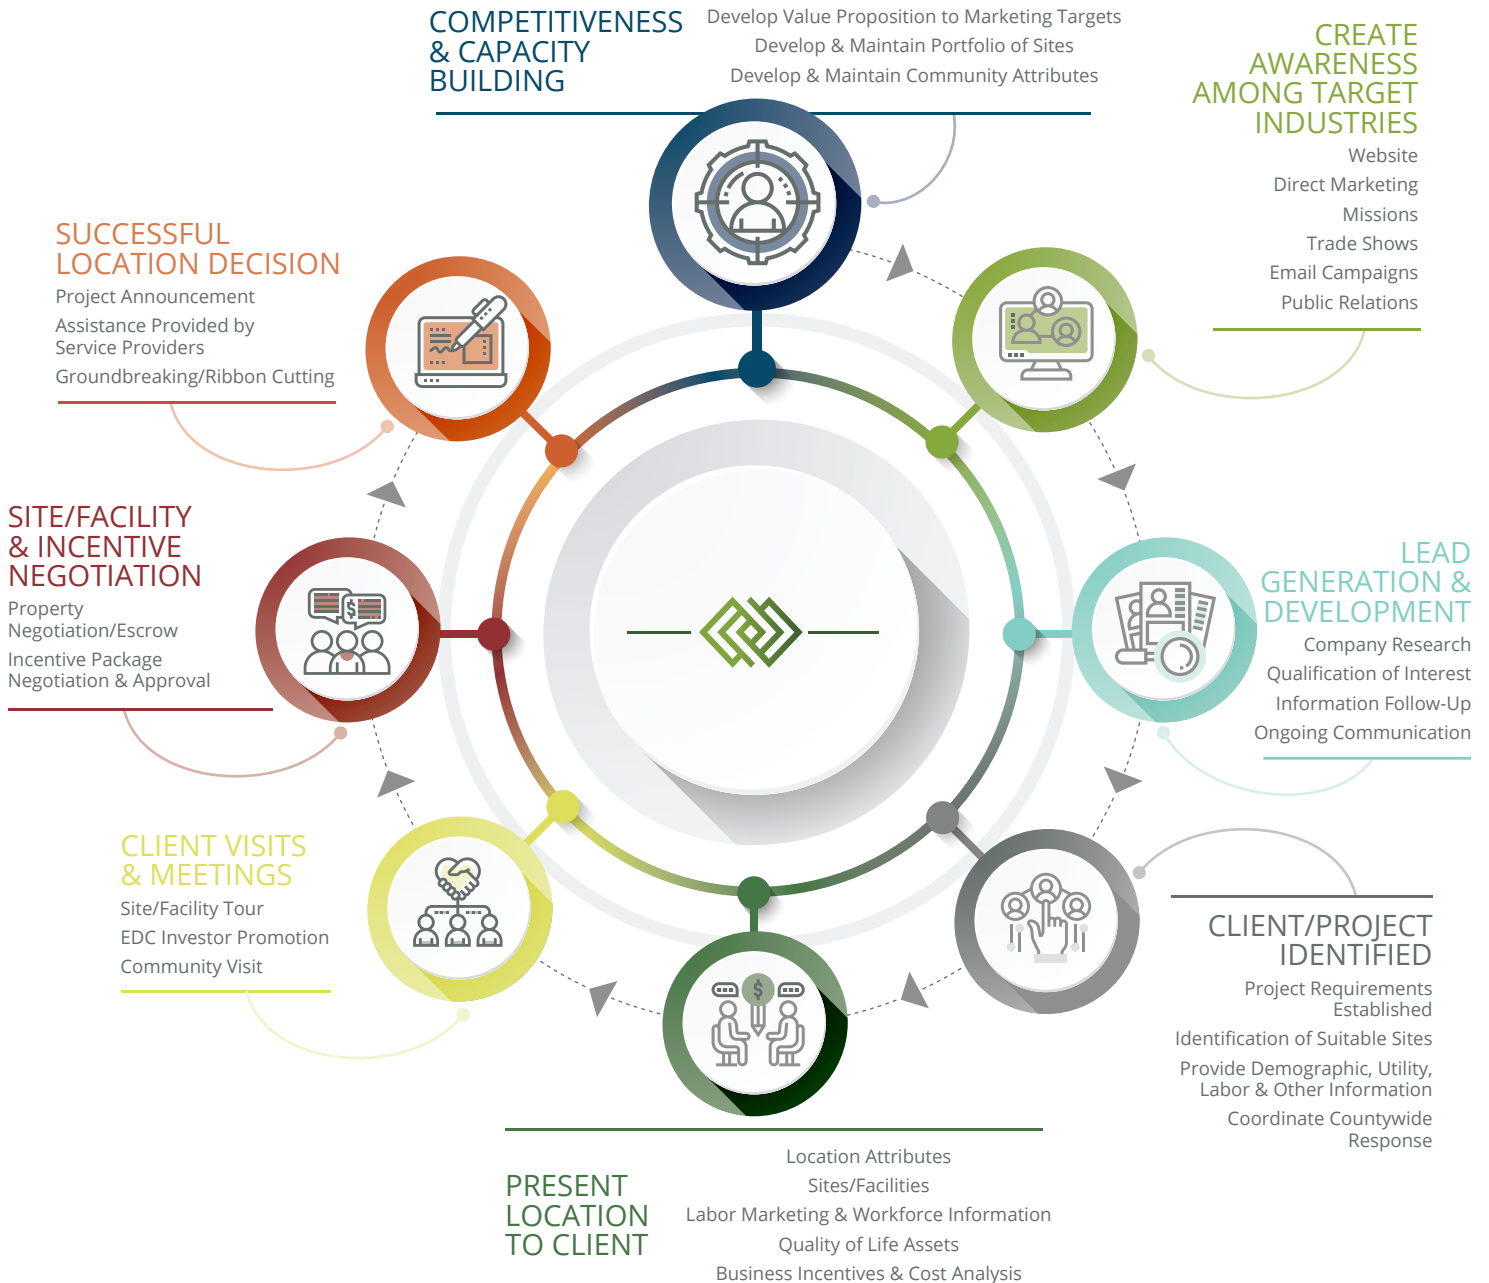 COMPETITIVENESS
& CAPACITY
BUILDING
Develop Value Proposition to Marketing Targets
Develop & Maintain Portfolio of Sites
Develop & Maintain Community Attributes
CREATE
AWARENESS
AMONG TARGET
INDUSTRIES
Website
Direct Marketing
Missions
Trade Shows
Email Campaigns
Public Relations
LEAD
GENERATION &
DEVELOPMENT
Company Research
Qualification of Interest
Information Follow-Up
Ongoing Communication
CLIENT/PROJECT
IDENTIFIED
Project Requirements
Established
Identification of Suitable Sites
Provide Demographic, Utility,
Labor & Other Information
Coordinate Countywide
Response
PRESENT
LOCATION
TO CLIENT
Location Attributes
Sites/Facilities
Labor Marketing & Workforce Information
Quality of Life Assets
Business Incentives & Cost Analysis
CLIENT VISITS
& MEETINGS
Site/Facility Tour
EDC Investor Promotion
Community Visit
SITE/FACILITY
& INCENTIVE
NEGOTIATION
Property
Negotiation/Escrow
Incentive Package
Negotiation & Approval
SUCCESSFUL
LOCATION DECISION
Project Announcement
Assistance Provided by
Service Providers
Groundbreaking/Ribbon Cutting
$
$